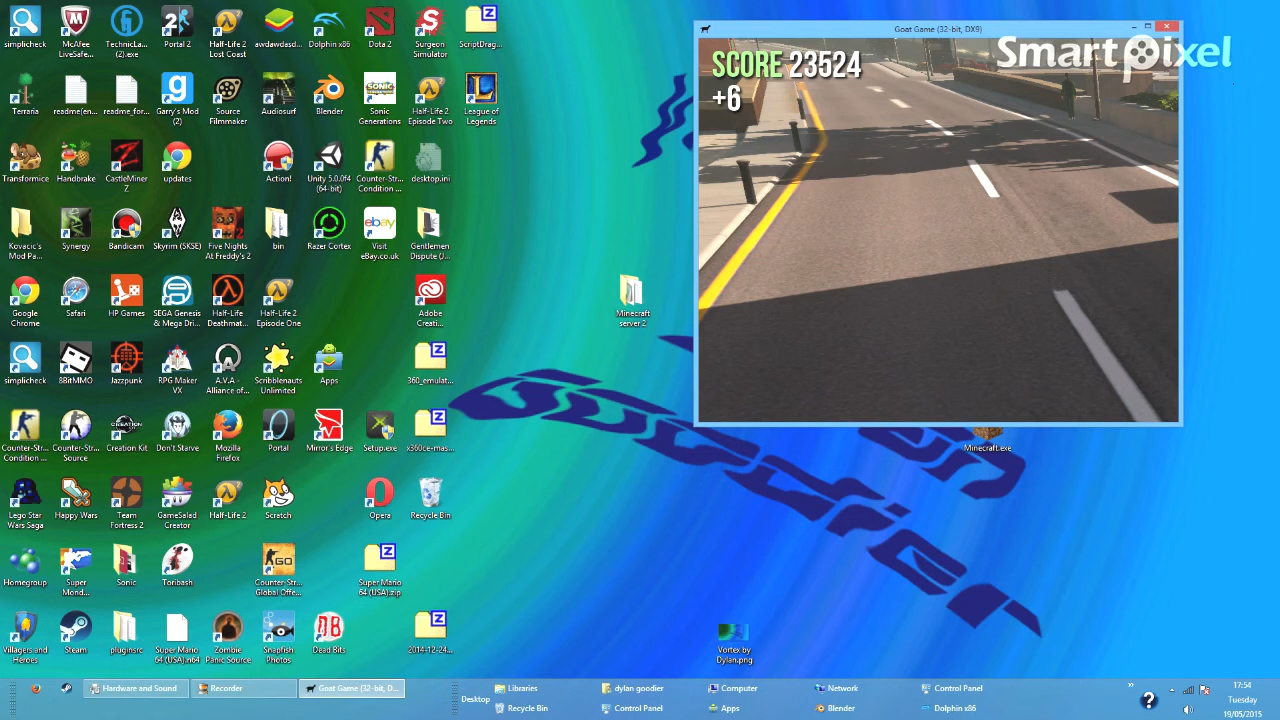 simplicheck
McAfee
LiveSafe...
TechnicLa...
(2).exe
Portal 2
Half-Life 2
Lost Coast
awdawdasd...
Dolphin x86
Dota 2
Surgeon
Simulator
ScriptDrag...
Terraria
readme(en...
readme_for...
Garry's Mod
(2)
Source
Filmmaker
Audiosurf
Blender
Sonic
Generations
Half-Life 2
Episode Two
League of
Legends
Transformice
Handbrake
CastleMiner
Z
updates
Action!
Unity 5.0.0f4
(64-bit)
Counter-Str...
Condition ...
desktop.ini
Kovacic's
Mod Pa...
Synergy
Bandicam
Skyrim (SKSE)
Five Nights
At Freddy's 2
bin
Razer Cortex
Visit
eBay.co.uk
Gentlemen
Dispute (J...
Google
Chrome
Safari
HP Games
SEGA Genesis
& Mega Dri...
Half-Life
Deathmat...
Half-Life 2
Episode One
Adobe
Creati...
Minecraft
server 2
simplicheck
8BitMMO
Jazzpunk
RPG Maker
VX
A.V.A -
Alliance of...
Scribblenauts
Unlimited
Apps
360_emulat...
Counter-Str...
Condition ...
Counter-Str...
Source
Creation Kit
Don't Starve
Mozilla
Firefox
Portal
Mirror's Edge
Setup.exe
x360ce-mas...
Minecraft.exe
Lego Star
Wars Saga
Happy Wars
Team
Fortress 2
GameSalad
Creator
Half-Life 2
Scratch
Opera
Recycle Bin
Homegroup
Super
Mond...
Sonic
Toribash
Counter-Str...
Global Offe...
Super Mario
64 (USA).zip
Villagers and
Heroes
Steam
pluginsrc
Super Mario
64 (USA).n64
Zombie
Panic Source
Snapfish
Photos
Dead Bits
2014-12-24...
Vortex by
Dylan.png
Goat Game (32-bit, DX9)
SmartPixel
SCORE 23524
+6
Hardware and Sound
Recorder
Goat Game (32-bit, D...
Desktop
Libraries
dylan goodier
Computer
Network
Control Panel
Recycle Bin
Control Panel
Apps
Blender
Dolphin x86
17:54
Tuesday
19/05/2015